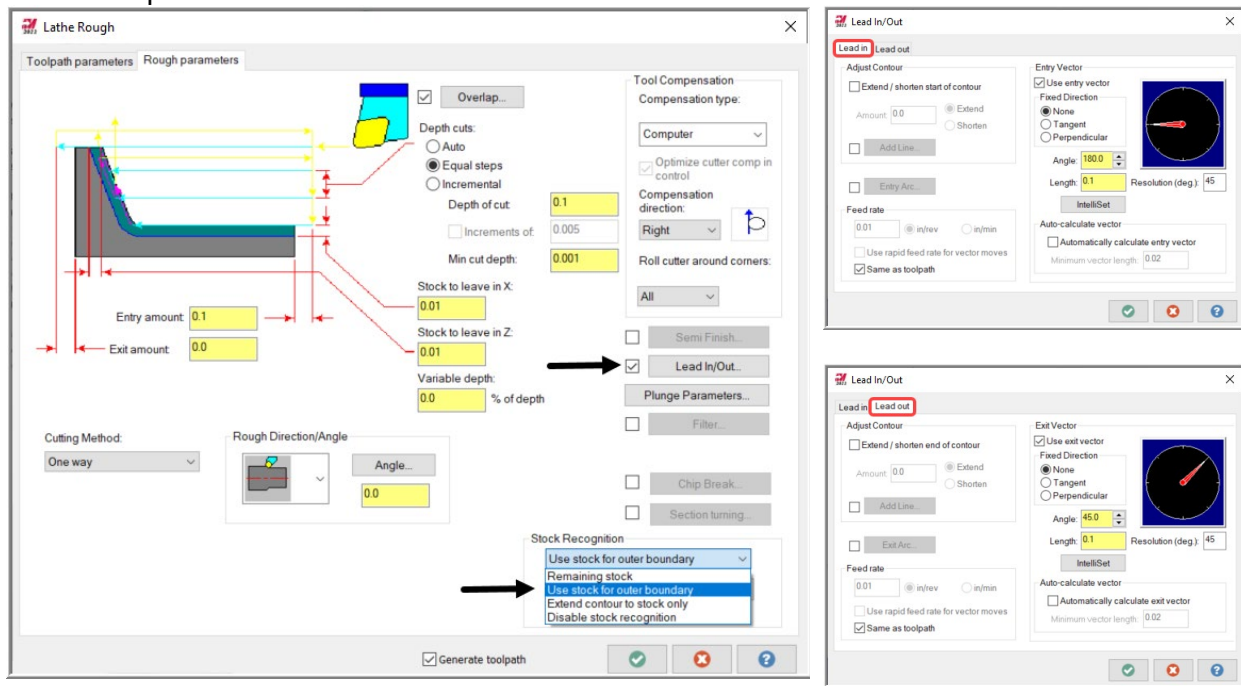 Lathe Rough
Toolpath parameters Rough parameters
Overlap...
Depth cuts:
Auto
Equal steps
Incremental
Depth of cut: 0.1
Increments of: 0.005
Min cut depth: 0.001
Stock to leave in X:
0.01
Stock to leave in Z:
0.01
Variable depth:
0.0 % of depth
Entry amount: 0.1
Exit amount: 0.0
Tool Compensation
Compensation type:
Computer
Optimize cutter comp in
control
Compensation
direction:
Right
Roll cutter around corners:
All
Semi Finish...
Lead In/Out...
Plunge Parameters...
Filter...
Cutting Method:
One way
Rough Direction/Angle
Angle...
0.0
Chip Break...
Section turning...
Stock Recognition
Use stock for outer boundary
Remaining stock
Use stock for outer boundary
Extend contour to stock only
Disable stock recognition
Generate toolpath
Lead In/Out
Lead in Lead out
Adjust Contour
Extend / shorten start of contour
Amount: 0.0
Extend
Shorten
Add Line...
Entry Arc...
Feed rate
0.01 in/rev in/min
Use rapid feed rate for vector moves
Same as toolpath
Entry Vector
Use entry vector
Fixed Direction
None
Tangent
Perpendicular
Angle: 180.0
Length: 0.1 Resolution (deg.): 45
IntelliSet
Auto-calculate vector
Automatically calculate entry vector
Minimum vector length: 0.02
Lead In/Out
Lead in Lead out
Adjust Contour
Extend / shorten end of contour
Amount: 0.0
Extend
Shorten
Add Line...
Exit Arc...
Feed rate
0.01 in/rev in/min
Use rapid feed rate for vector moves
Same as toolpath
Exit Vector
Use exit vector
Fixed Direction
None
Tangent
Perpendicular
Angle: 45.0
Length: 0.1 Resolution (deg.): 45
IntelliSet
Auto-calculate vector
Automatically calculate exit vector
Minimum vector length: 0.02